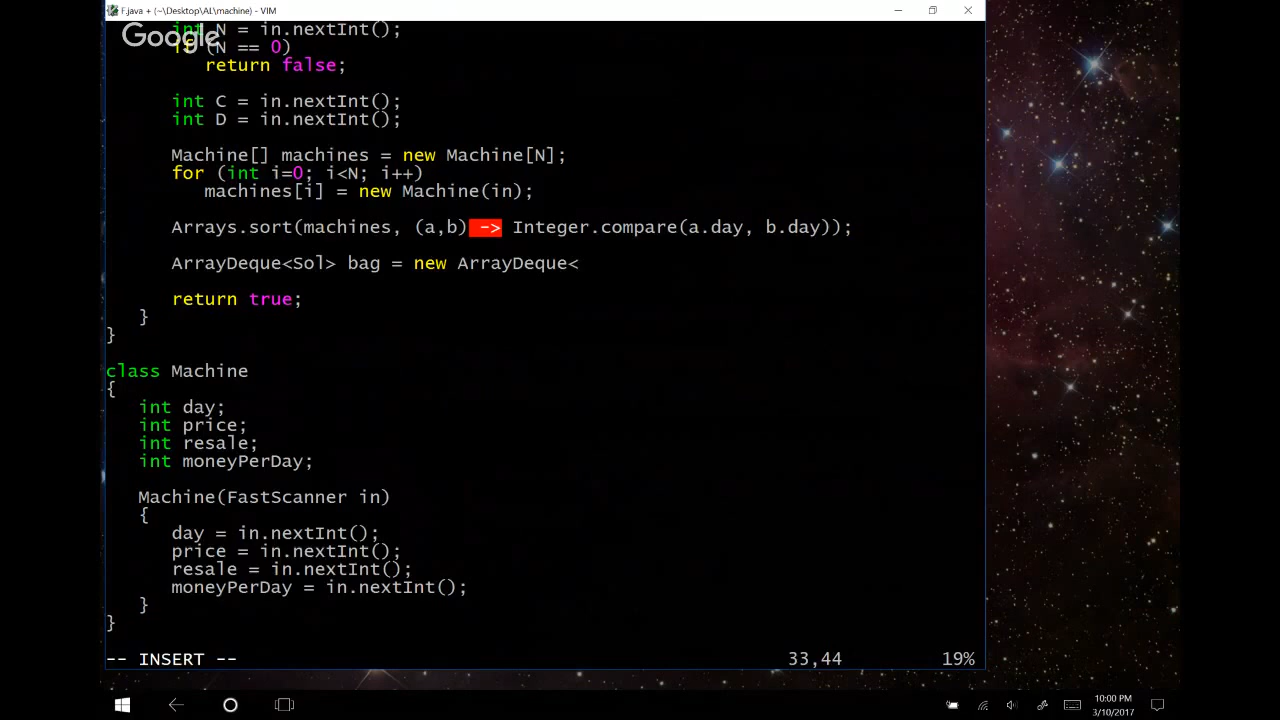 F.java + (~\Desktop\AL\machine) - VIM
Google
int N = in.nextInt();
if (N == 0)
return false;
int C = in.nextInt();
int D = in.nextInt();
Machine[] machines = new Machine[N];
for (int i=0; i<N; i++)
machines[i] = new Machine(in);
Arrays.sort(machines, (a,b) -> Integer.compare(a.day, b.day));
ArrayDeque<Sol> bag = new ArrayDeque<
return true;
}
}
class Machine
{
int day;
int price;
int resale;
int moneyPerDay;
Machine(FastScanner in)
{
day = in.nextInt();
price = in.nextInt();
resale = in.nextInt();
moneyPerDay = in.nextInt();
}
}
-- INSERT -- 33,44 19%
10:00 PM
3/10/2017